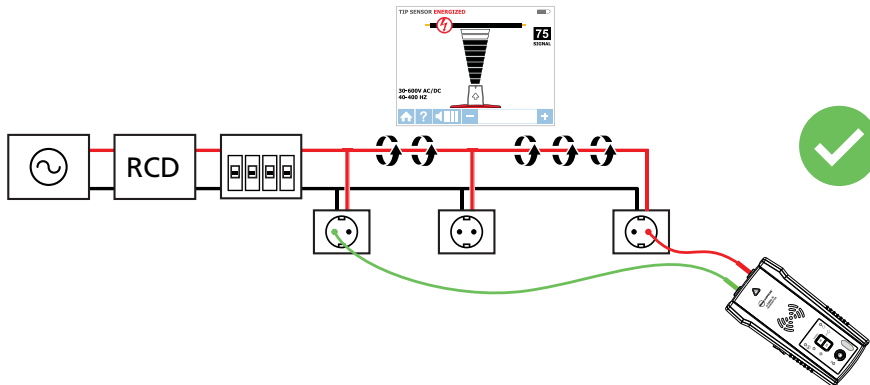 TIP SENSOR ENERGIZED
75
SIGNAL
30-600V AC/DC
40-400 HZ
?
−
+
RCD